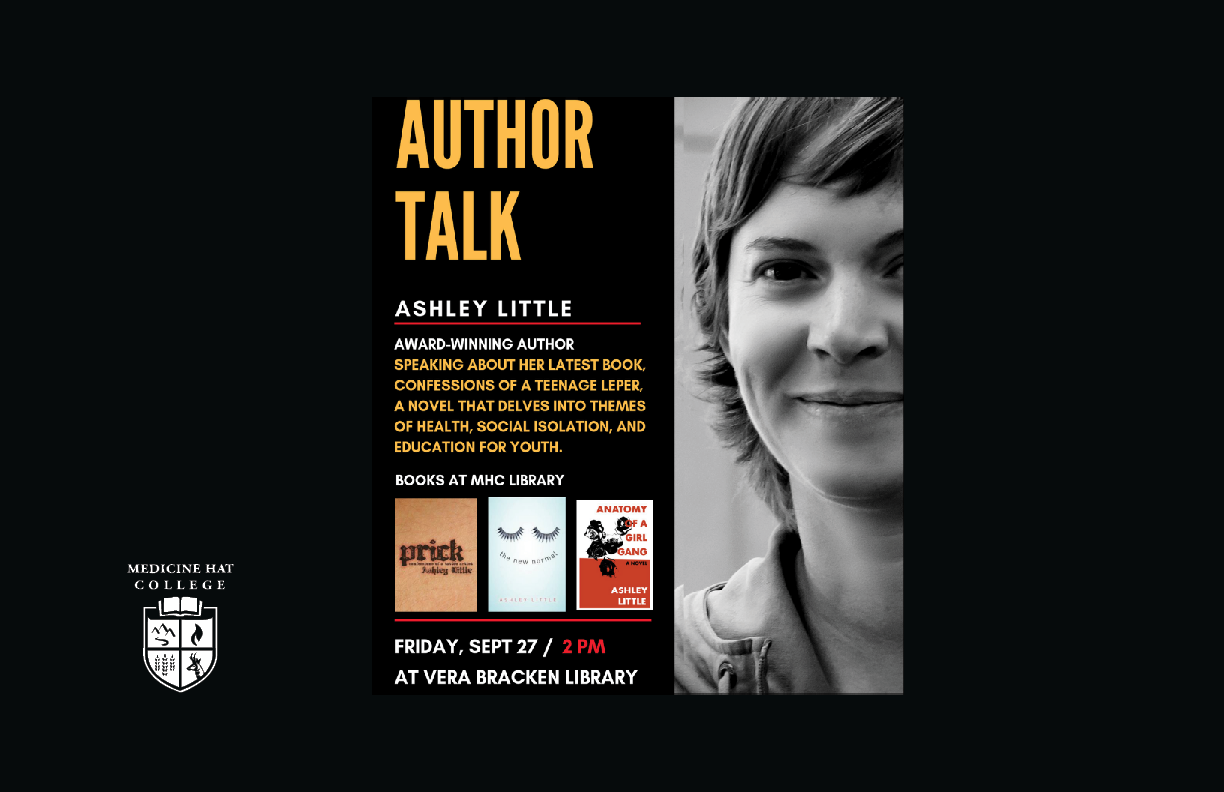 AUTHOR
TALK
ASHLEY LITTLE
AWARD-WINNING AUTHOR
SPEAKING ABOUT HER LATEST BOOK,
CONFESSIONS OF A TEENAGE LEPER,
A NOVEL THAT DELVES INTO THEMES
OF HEALTH, SOCIAL ISOLATION, AND
EDUCATION FOR YOUTH.
BOOKS AT MHC LIBRARY
prick
Ashley Little
the new normal
ASHLEY LITTLE
ANATOMY
OF A
GIRL
GANG
A NOVEL
ASHLEY
LITTLE
FRIDAY, SEPT 27 / 2 PM
AT VERA BRACKEN LIBRARY
MEDICINE HAT
COLLEGE